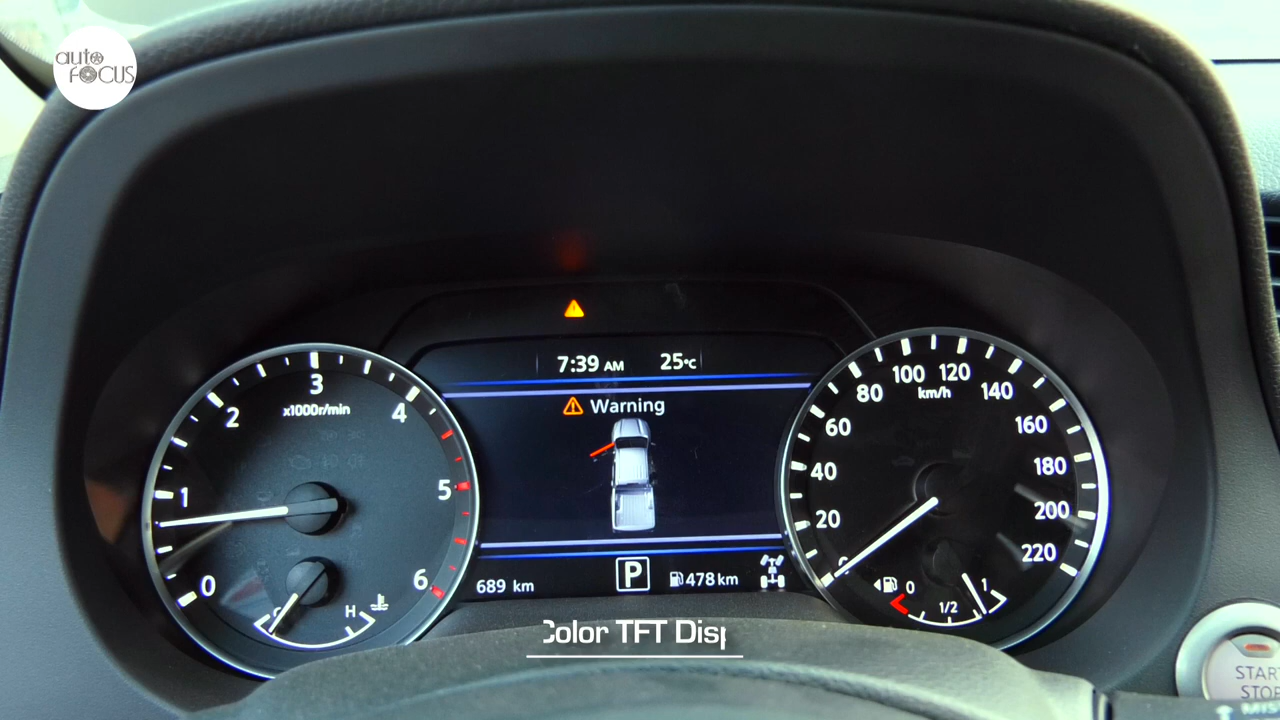 auto
FOCUS
7:39 AM 25°C
Warning
x1000r/min
0
1
2
3
4
5
6
H
689 km
P
478km
km/h
20
40
60
80
100
120
140
160
180
200
220
0
1/2
1
Color TFT Disp
START
STOP